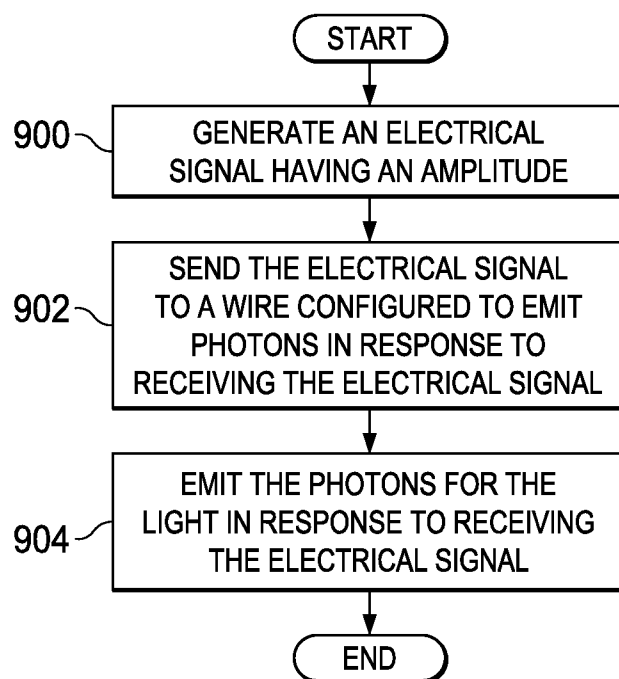 START
900
GENERATE AN ELECTRICAL
SIGNAL HAVING AN AMPLITUDE
902
SEND THE ELECTRICAL SIGNAL
TO A WIRE CONFIGURED TO EMIT
PHOTONS IN RESPONSE TO
RECEIVING THE ELECTRICAL SIGNAL
904
EMIT THE PHOTONS FOR THE
LIGHT IN RESPONSE TO RECEIVING
THE ELECTRICAL SIGNAL
END